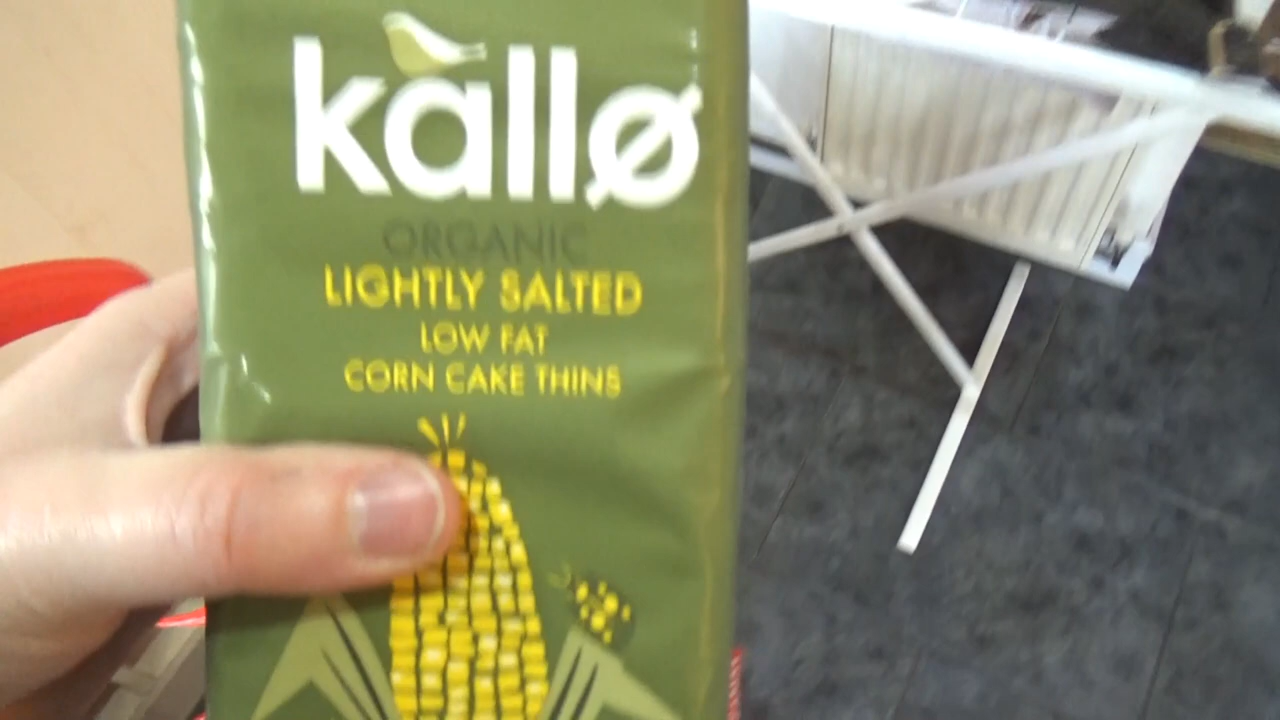 kallø
ORGANIC
LIGHTLY SALTED
LOW FAT
CORN CAKE THINS